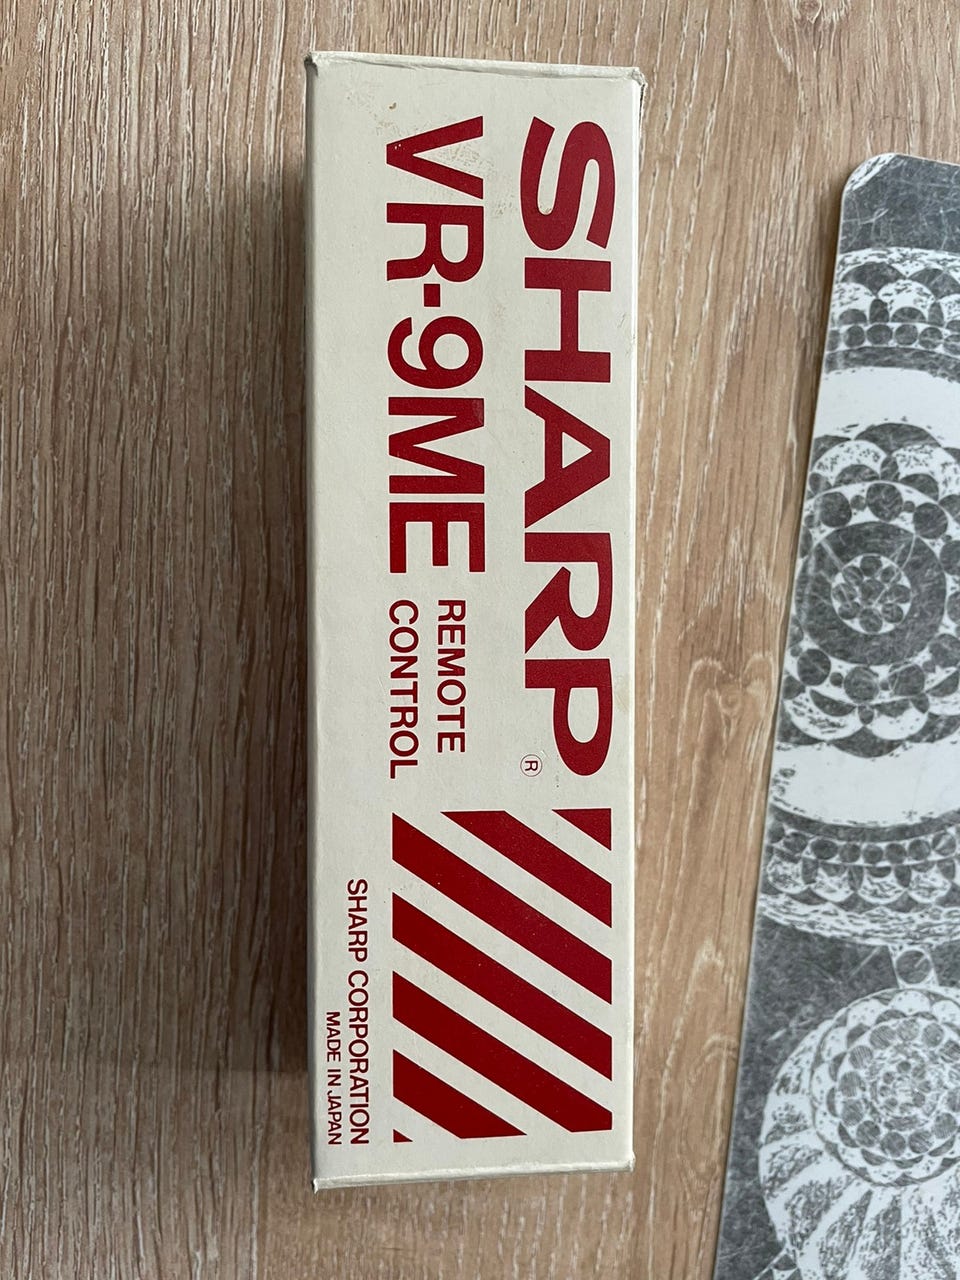 SHARP®
VR-9ME REMOTE
CONTROL
SHARP CORPORATION
MADE IN JAPAN